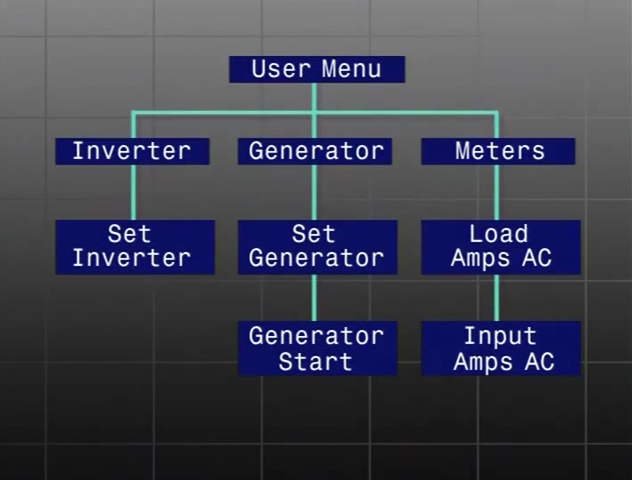 User Menu
Inverter
Generator
Meters
Set
Inverter
Set
Generator
Load
Amps AC
Generator
Start
Input
Amps AC